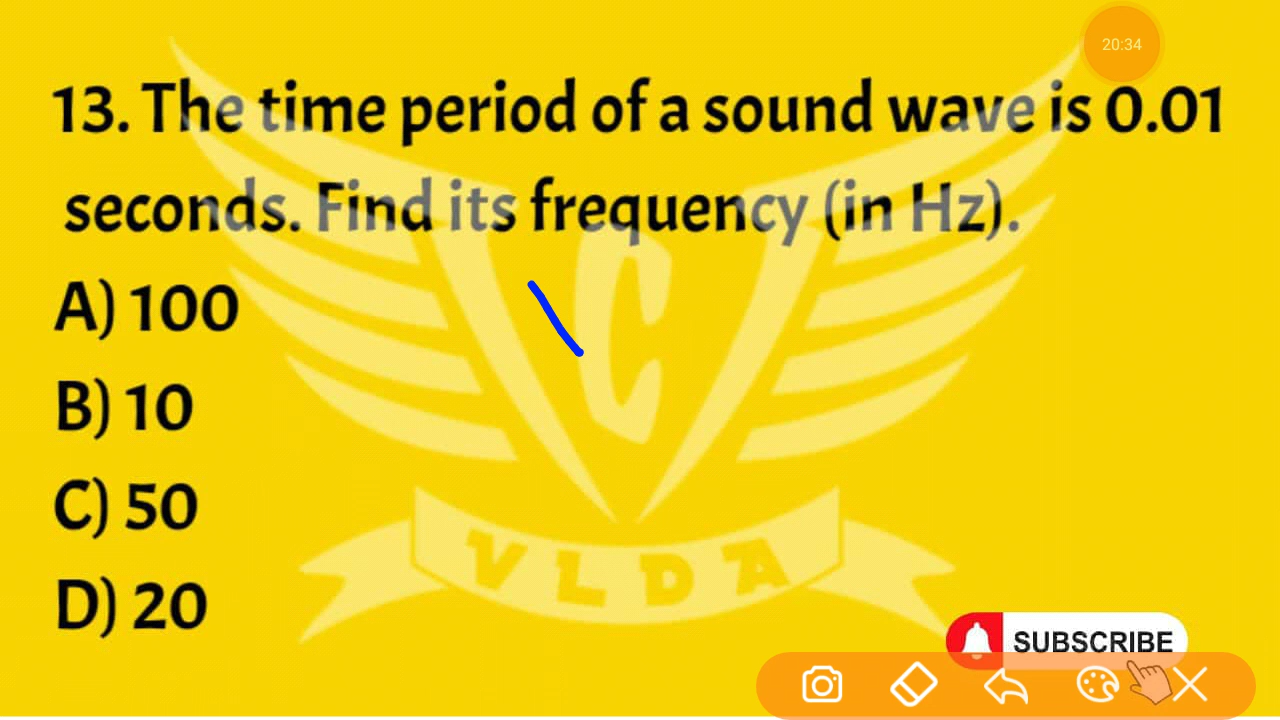 20:34
13. The time period of a sound wave is 0.01
seconds. Find its frequency (in Hz).
A) 100
B) 10
C) 50
D) 20
C
VLDA
SUBSCRIBE